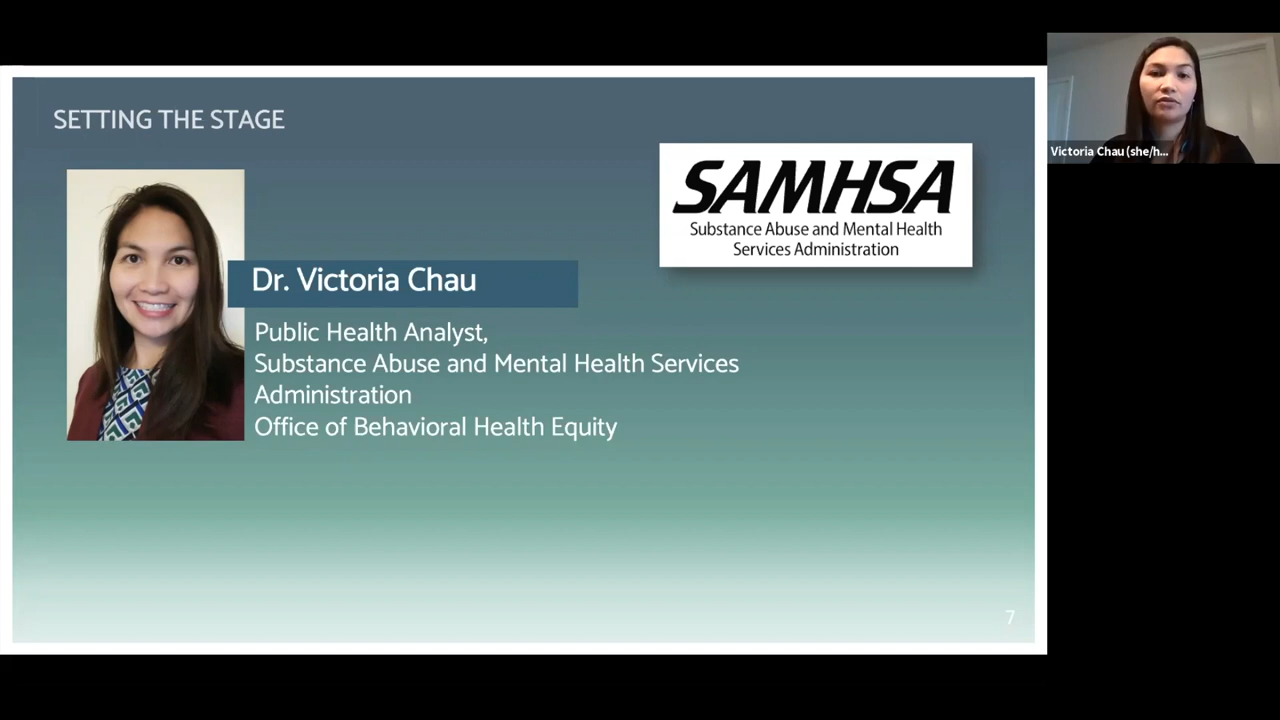 SETTING THE STAGE
SAMHSA
Substance Abuse and Mental Health
Services Administration
Dr. Victoria Chau
Public Health Analyst,
Substance Abuse and Mental Health Services
Administration
Office of Behavioral Health Equity
7
Victoria Chau (she/h...